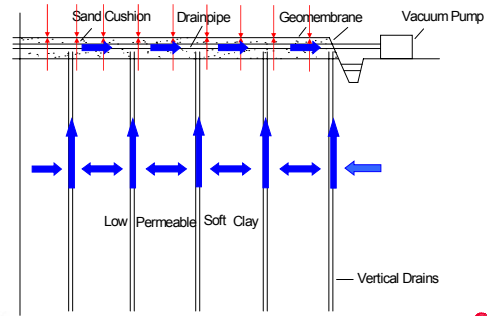 Sand Cushion
Drainpipe
Geomembrane
Vacuum Pump
Low Permeable Soft Clay
Vertical Drains